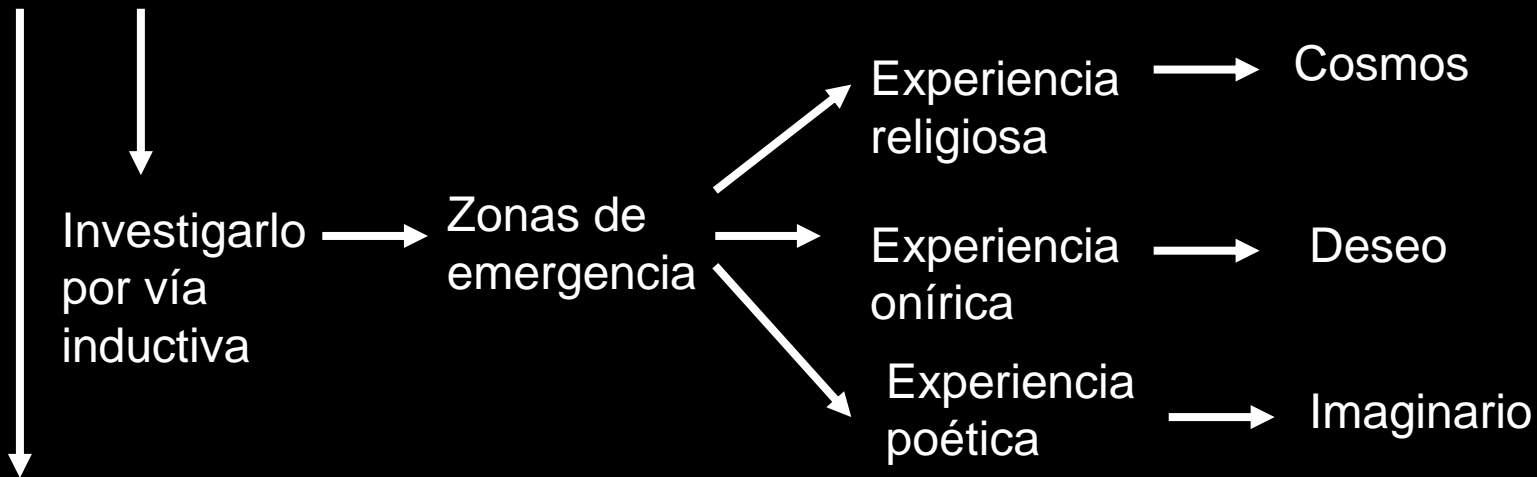 Investigarlo
por vía
inductiva
Zonas de
emergencia
Experiencia
religiosa
Cosmos
Experiencia
onírica
Deseo
Experiencia
poética
Imaginario